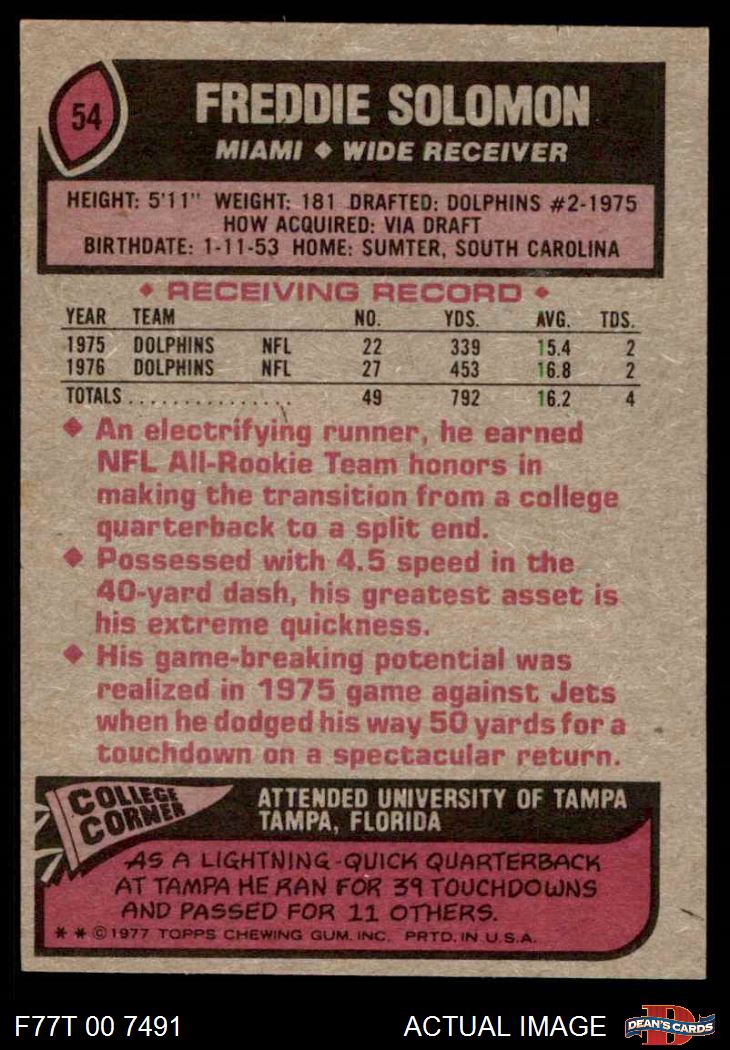 54
FREDDIE SOLOMON
MIAMI ◆ WIDE RECEIVER
HEIGHT: 5'11" WEIGHT: 181 DRAFTED: DOLPHINS #2-1975
HOW ACQUIRED: VIA DRAFT
BIRTHDATE: 1-11-53 HOME: SUMTER, SOUTH CAROLINA
◆ RECEIVING RECORD ◆
YEAR TEAM NO. YDS. AVG. TDS.
1975 DOLPHINS NFL 22 339 15.4 2
1976 DOLPHINS NFL 27 453 16.8 2
TOTALS............... 49 792 16.2 4
◆ An electrifying runner, he earned
NFL All-Rookie Team honors in
making the transition from a college
quarterback to a split end.
◆ Possessed with 4.5 speed in the
40-yard dash, his greatest asset is
his extreme quickness.
◆ His game-breaking potential was
realized in 1975 game against Jets
when he dodged his way 50 yards for a
touchdown on a spectacular return.
COLLEGE
CORNER
ATTENDED UNIVERSITY OF TAMPA
TAMPA, FLORIDA
AS A LIGHTNING-QUICK QUARTERBACK
AT TAMPA HE RAN FOR 39 TOUCHDOWNS
AND PASSED FOR 11 OTHERS.
* * © 1977 TOPPS CHEWING GUM, INC. PRTD. IN U.S.A.
F77T 00 7491 ACTUAL IMAGE
D
DEAN'S CARDS